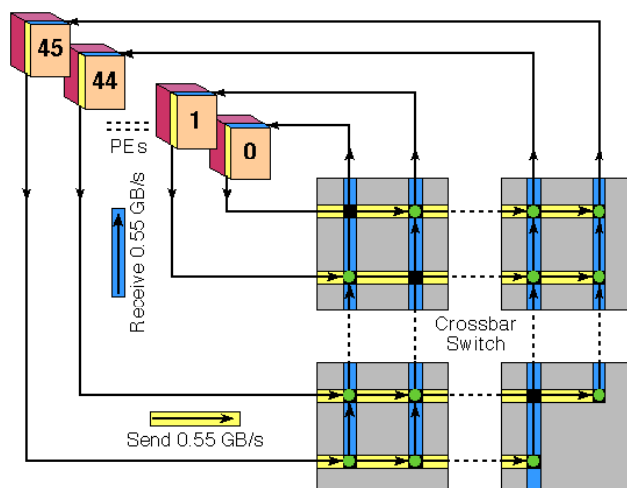 45
44
1
0
PEs
Receive 0.55 GB/s
Crossbar
Switch
Send 0.55 GB/s